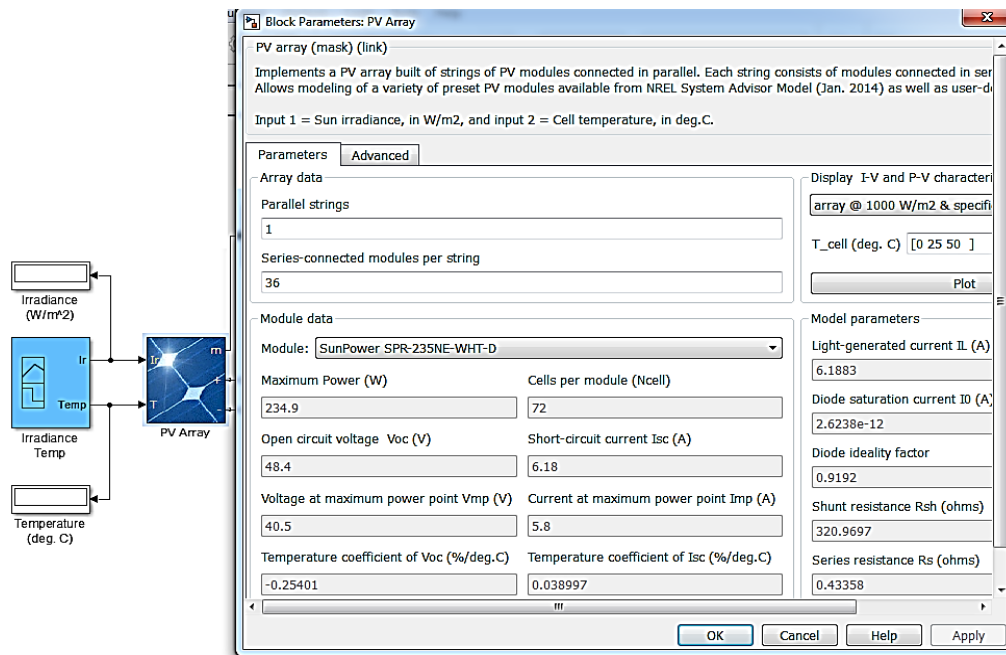 Block Parameters: PV Array
PV array (mask) (link)
Implements a PV array built of strings of PV modules connected in parallel. Each string consists of modules connected in
Allows modeling of a variety of preset PV modules available from NREL System Advisor Model (Jan. 2014) as well as
Input 1 = Sun irradiance, in W/m2, and input 2 = Cell temperature, in deg.C.
Parameters
Advanced
Array data
Parallel strings
1
Series-connected modules per string
36
Display I-V and P-V
array @ 1000 W/m2 &
T_cell (deg. C)
[0 25 50 ]
Plot
Module data
Module:
SunPower SPR-235NE-WHT-D
Maximum Power (W)
Cells per module (Ncell)
234.9
72
Open circuit voltage Voc (V)
Short-circuit current Isc (A)
48.4
6.18
Voltage at maximum power point Vmp (V)
Current at maximum power point Imp (A)
40.5
5.8
Temperature coefficient of Voc (%/deg.C)
Temperature coefficient of Isc (%/deg.C)
-0.25401
0.038997
Model parameters
Light-generated current IL (A)
6.1883
Diode saturation current I0 (A)
2.6238e-12
Diode ideality factor
0.9192
Shunt resistance Rsh (ohms)
320.9697
Series resistance Rs (ohms)
0.43358
OK
Cancel
Help
Apply
Irradiance
(W/m^2)
Ir
Temp
Irradiance
Temp
Ir
T
m
+
-
PV Array
Temperature
(deg. C)